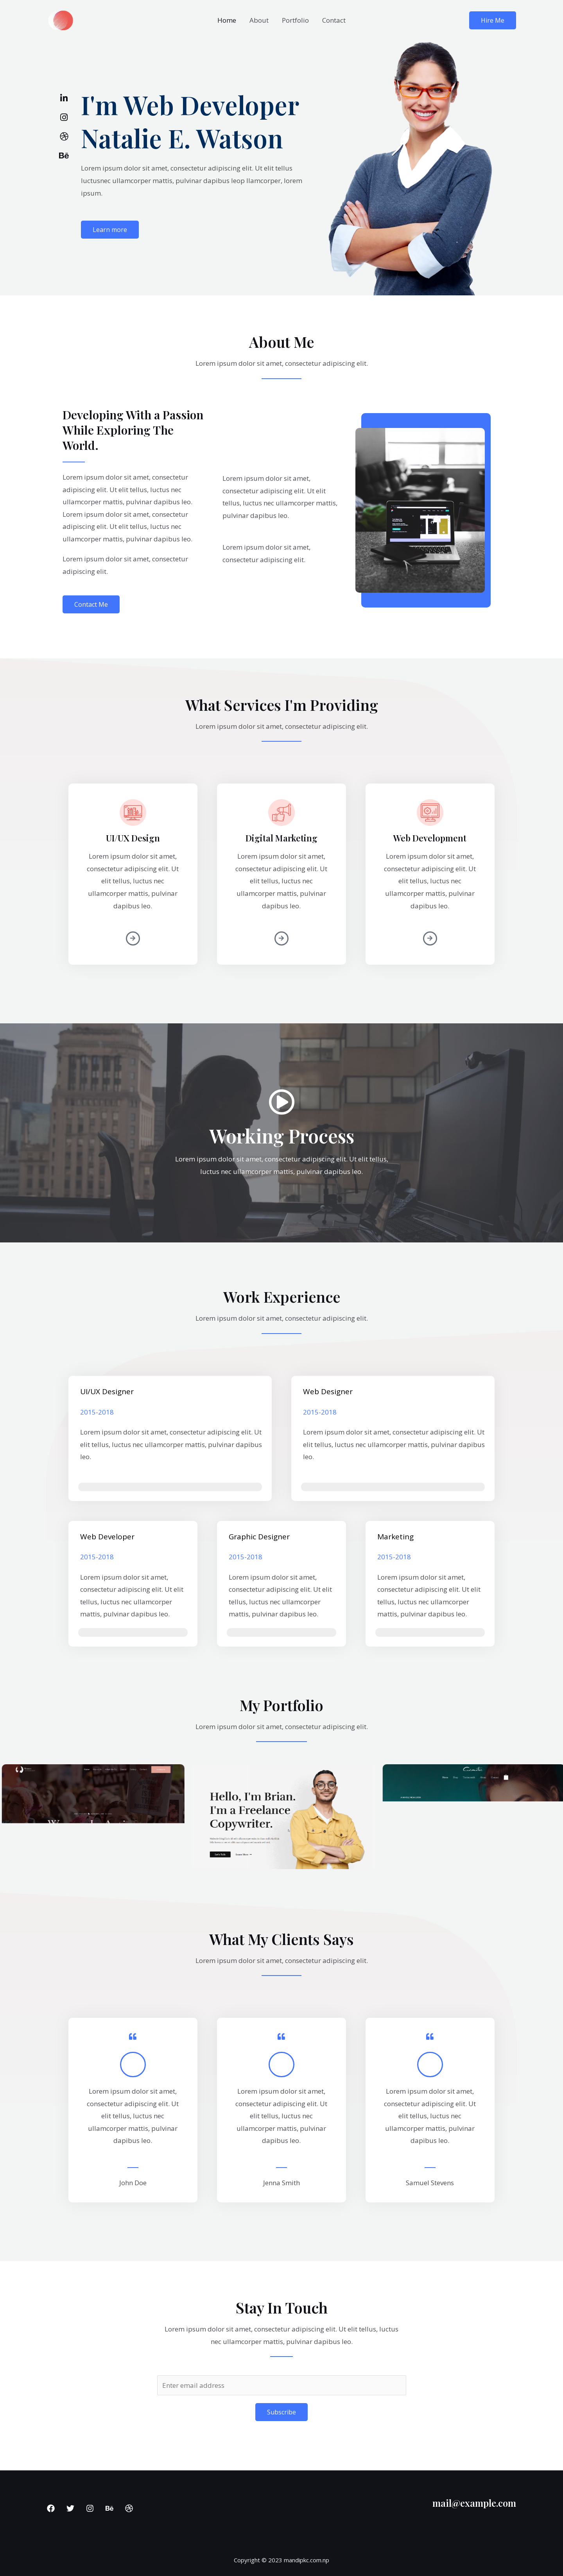 Home About Portfolio Contact
Hire Me
I'm Web Developer
Natalie E. Watson
Lorem ipsum dolor sit amet, consectetur adipiscing elit. Ut elit tellus
luctusnec ullamcorper mattis, pulvinar dapibus leop llamcorper, lorem
ipsum.
Learn more
About Me
Lorem ipsum dolor sit amet, consectetur adipiscing elit.
Developing With a Passion
While Exploring The
World.
Lorem ipsum dolor sit amet, consectetur
adipiscing elit. Ut elit tellus, luctus nec
ullamcorper mattis, pulvinar dapibus leo.
Lorem ipsum dolor sit amet, consectetur
adipiscing elit. Ut elit tellus, luctus nec
ullamcorper mattis, pulvinar dapibus leo.
Lorem ipsum dolor sit amet, consectetur
adipiscing elit.
Contact Me
Lorem ipsum dolor sit amet,
consectetur adipiscing elit. Ut elit
tellus, luctus nec ullamcorper mattis,
pulvinar dapibus leo.
Lorem ipsum dolor sit amet,
consectetur adipiscing elit.
What Services I'm Providing
Lorem ipsum dolor sit amet, consectetur adipiscing elit.
UI/UX Design
Lorem ipsum dolor sit amet,
consectetur adipiscing elit. Ut
elit tellus, luctus nec
ullamcorper mattis, pulvinar
dapibus leo.
Digital Marketing
Lorem ipsum dolor sit amet,
consectetur adipiscing elit. Ut
elit tellus, luctus nec
ullamcorper mattis, pulvinar
dapibus leo.
Web Development
Lorem ipsum dolor sit amet,
consectetur adipiscing elit. Ut
elit tellus, luctus nec
ullamcorper mattis, pulvinar
dapibus leo.
Working Process
Lorem ipsum dolor sit amet, consectetur adipiscing elit. Ut elit tellus,
luctus nec ullamcorper mattis, pulvinar dapibus leo.
Work Experience
Lorem ipsum dolor sit amet, consectetur adipiscing elit.
UI/UX Designer
2015-2018
Lorem ipsum dolor sit amet, consectetur adipiscing elit. Ut
elit tellus, luctus nec ullamcorper mattis, pulvinar dapibus
leo.
Web Designer
2015-2018
Lorem ipsum dolor sit amet, consectetur adipiscing elit. Ut
elit tellus, luctus nec ullamcorper mattis, pulvinar dapibus
leo.
Web Developer
2015-2018
Lorem ipsum dolor sit amet,
consectetur adipiscing elit. Ut elit
tellus, luctus nec ullamcorper
mattis, pulvinar dapibus leo.
Graphic Designer
2015-2018
Lorem ipsum dolor sit amet,
consectetur adipiscing elit. Ut elit
tellus, luctus nec ullamcorper
mattis, pulvinar dapibus leo.
Marketing
2015-2018
Lorem ipsum dolor sit amet,
consectetur adipiscing elit. Ut elit
tellus, luctus nec ullamcorper
mattis, pulvinar dapibus leo.
My Portfolio
Lorem ipsum dolor sit amet, consectetur adipiscing elit.
Hello, I'm Brian.
I'm a Freelance
Copywriter.
What My Clients Says
Lorem ipsum dolor sit amet, consectetur adipiscing elit.
Lorem ipsum dolor sit amet,
consectetur adipiscing elit. Ut
elit tellus, luctus nec
ullamcorper mattis, pulvinar
dapibus leo.
John Doe
Lorem ipsum dolor sit amet,
consectetur adipiscing elit. Ut
elit tellus, luctus nec
ullamcorper mattis, pulvinar
dapibus leo.
Jenna Smith
Lorem ipsum dolor sit amet,
consectetur adipiscing elit. Ut
elit tellus, luctus nec
ullamcorper mattis, pulvinar
dapibus leo.
Samuel Stevens
Stay In Touch
Lorem ipsum dolor sit amet, consectetur adipiscing elit. Ut elit tellus, luctus
nec ullamcorper mattis, pulvinar dapibus leo.
Enter email address
Subscribe
mail@example.com
Copyright © 2023 mandipkc.com.np